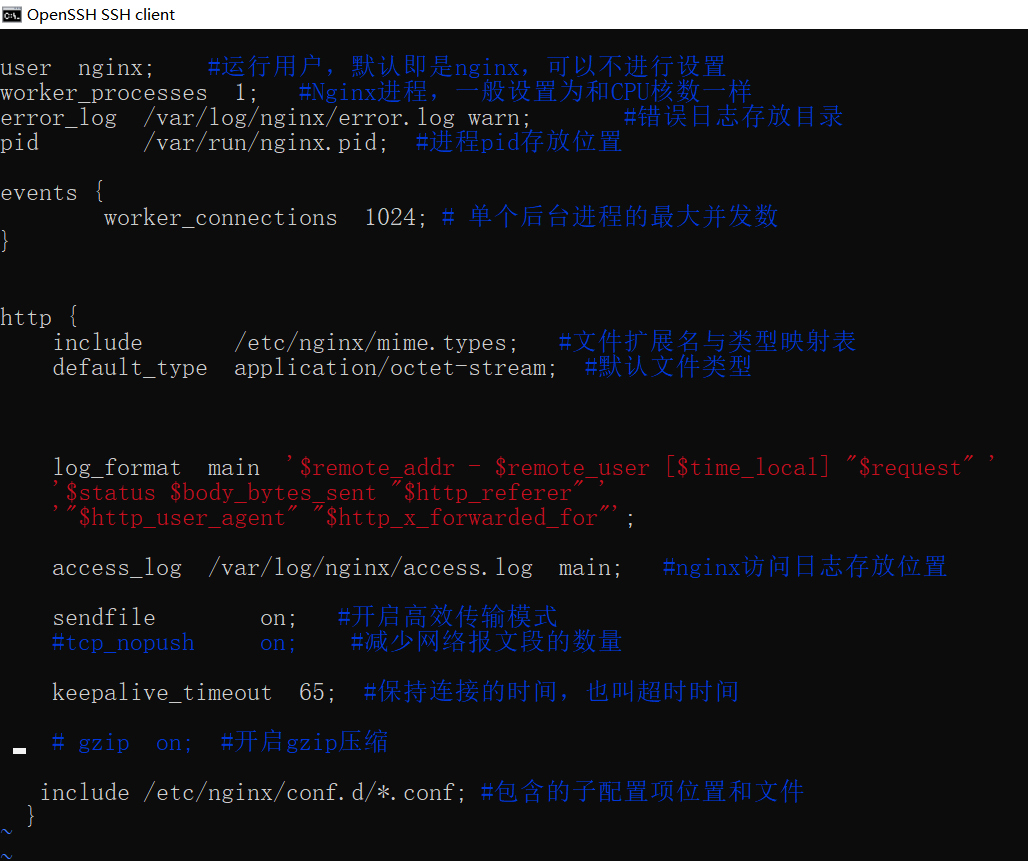 OpenSSH SSH client
user  nginx;    #运行用户，默认即是nginx，可以不进行设置
worker_processes  1;   #Nginx进程，一般设置为和CPU核数一样
error_log  /var/log/nginx/error.log warn;       #错误日志存放目录
pid        /var/run/nginx.pid;  #进程pid存放位置
events {
        worker_connections  1024; # 单个后台进程的最大并发数
}
http {
    include       /etc/nginx/mime.types;   #文件扩展名与类型映射表
    default_type  application/octet-stream;  #默认文件类型
    log_format  main  '$remote_addr - $remote_user [$time_local] "$request" '
    '$status $body_bytes_sent "$http_referer" '
    '"$http_user_agent" "$http_x_forwarded_for"';
    access_log  /var/log/nginx/access.log  main;   #nginx访问日志存放位置
    sendfile        on;   #开启高效传输模式
    #tcp_nopush     on;    #减少网络报文段的数量
    keepalive_timeout  65;  #保持连接的时间，也叫超时时间
    # gzip  on;  #开启gzip压缩
   include /etc/nginx/conf.d/*.conf; #包含的子配置项位置和文件
  }
~
~